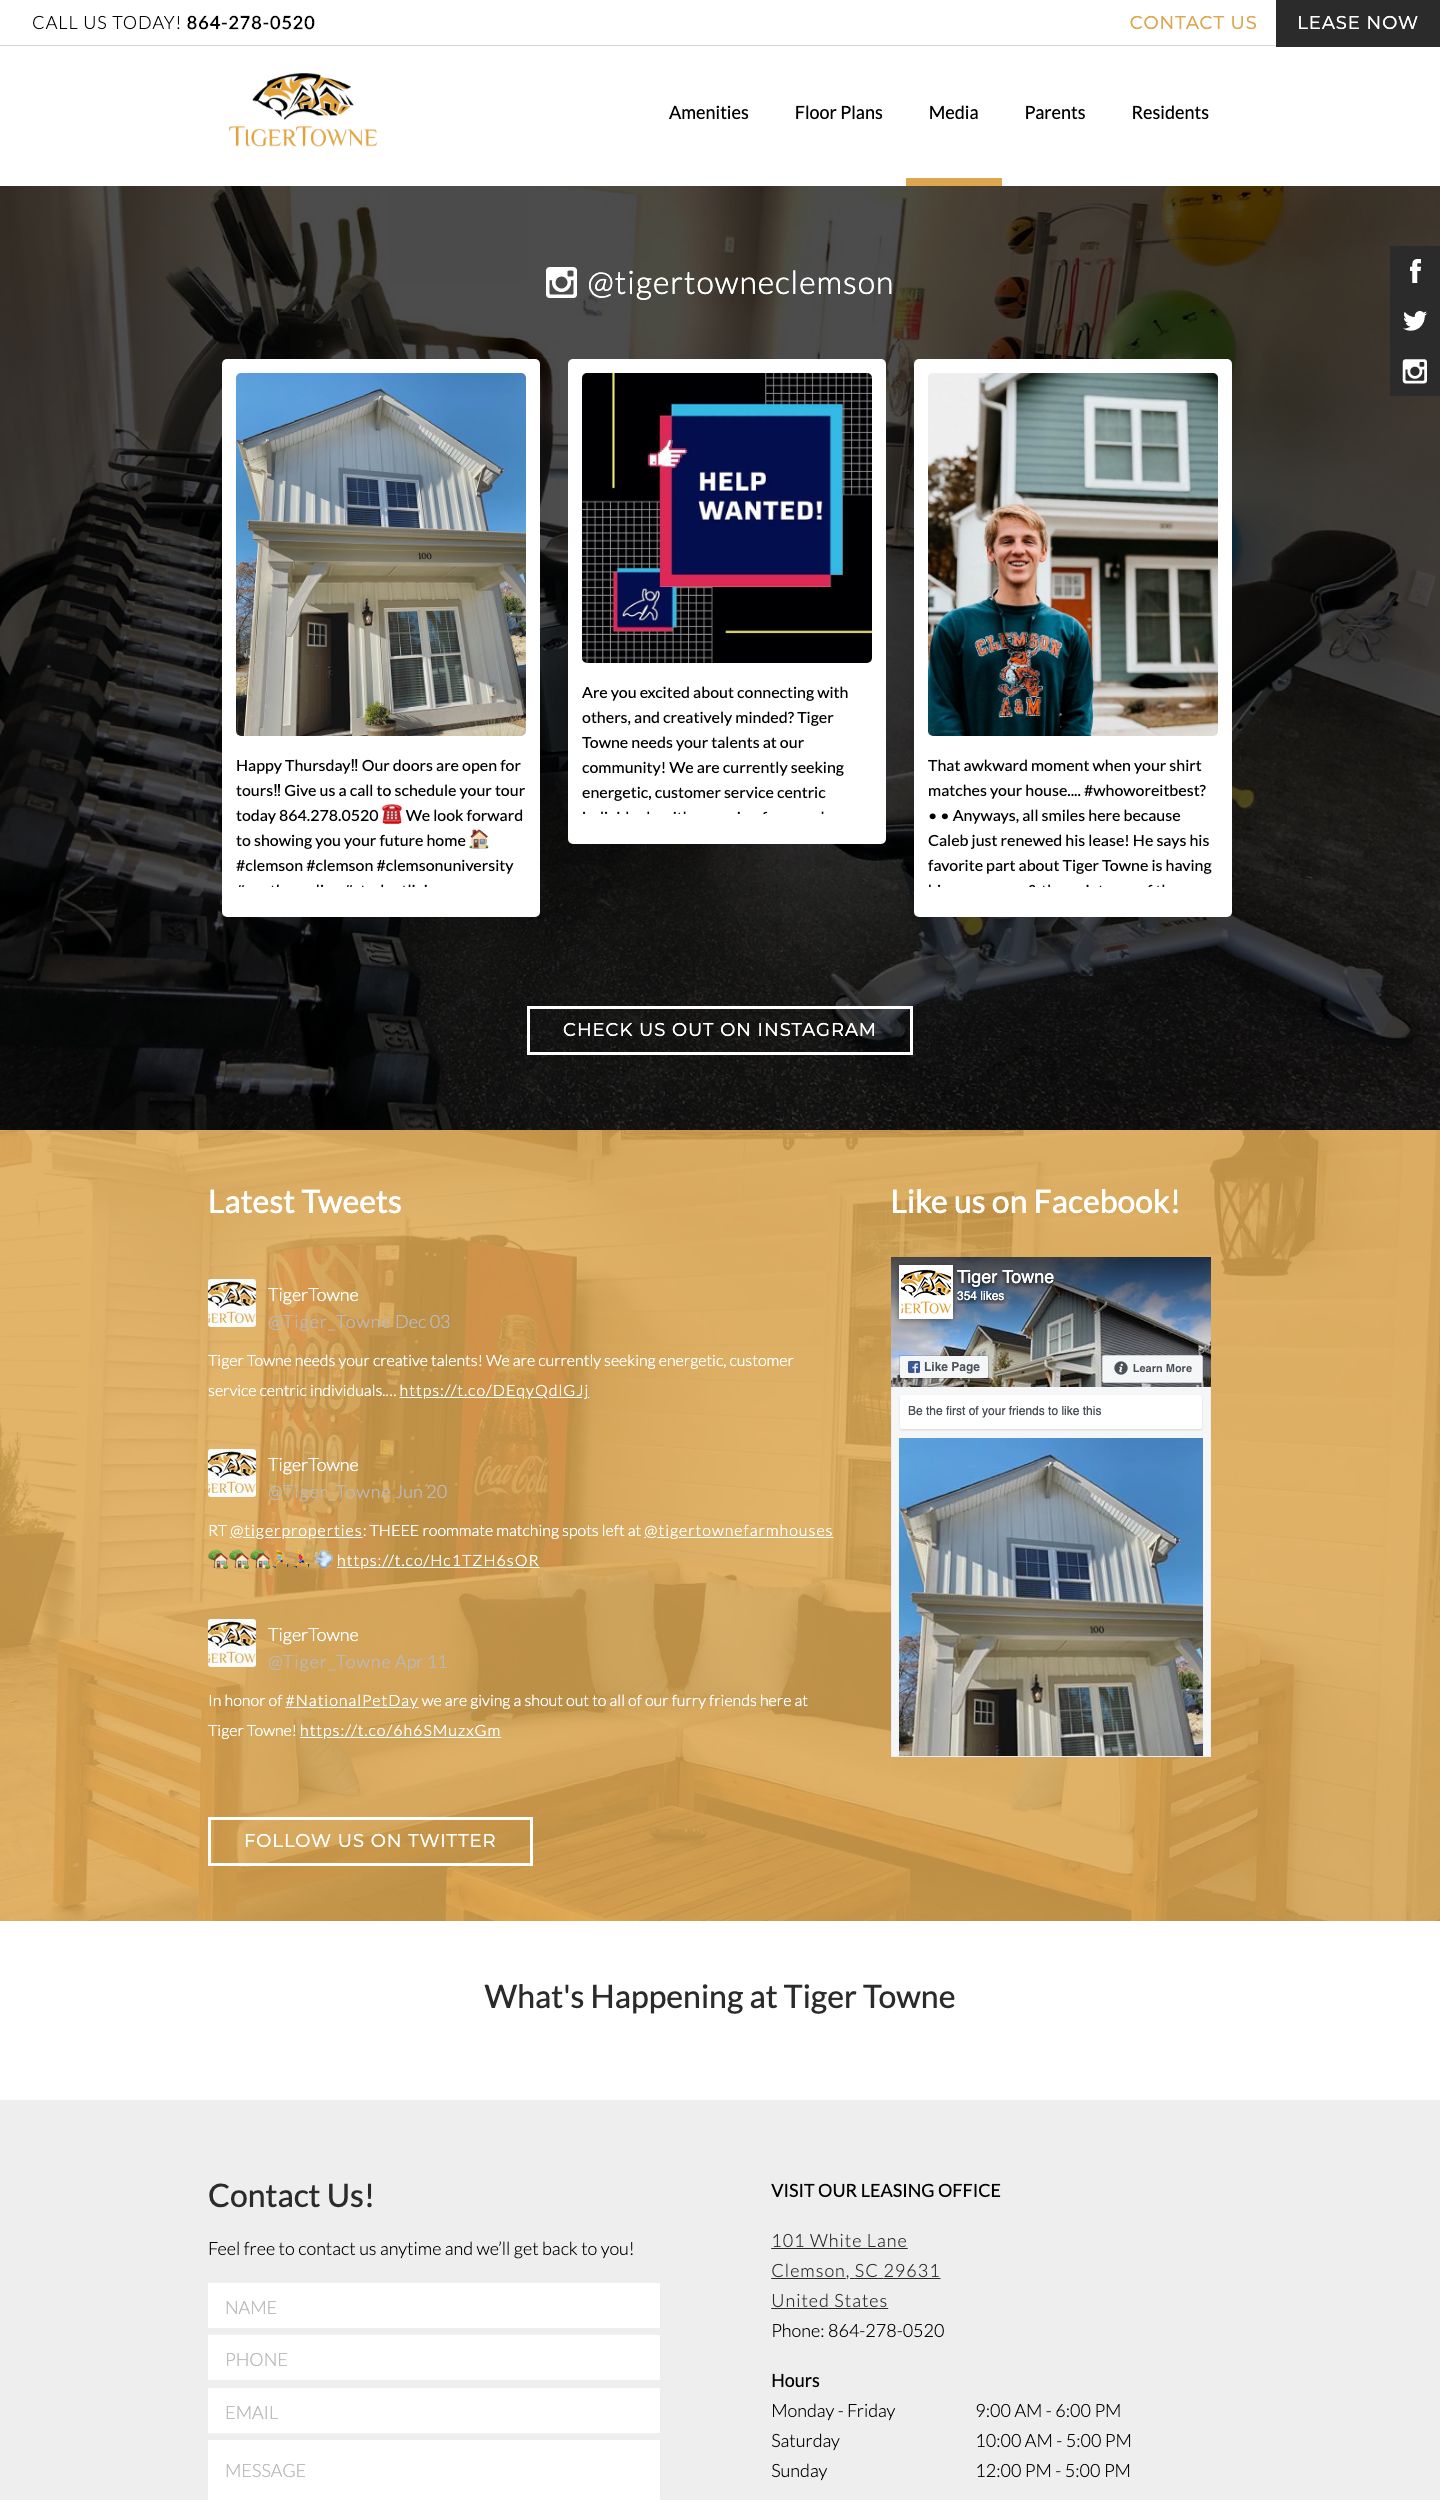 CALL US TODAY! 864-278-0520
CONTACT US
LEASE NOW
TIGERTOWNE
Amenities
Floor Plans
Media
Parents
Residents
@tigertowneclemson
100
HELP
WANTED!
CLEMSON
A&M
Happy Thursday!! Our doors are open for
tours!! Give us a call to schedule your tour
today 864.278.0520 ☎️ We look forward
to showing you your future home 🏠
#clemson #clemson #clemsonuniversity
Are you excited about connecting with
others, and creatively minded? Tiger
Towne needs your talents at our
community! We are currently seeking
energetic, customer service centric
That awkward moment when your shirt
matches your house.... #whoworeitbest?
• • Anyways, all smiles here because
Caleb just renewed his lease! He says his
favorite part about Tiger Towne is having
CHECK US OUT ON INSTAGRAM
Latest Tweets
TigerTowne
@Tiger_Towne Dec 03
Tiger Towne needs your creative talents! We are currently seeking energetic, customer
service centric individuals.… https://t.co/DEqyQdlGJj
TigerTowne
@Tiger_Towne Jun 20
RT @tigerproperties: THEEE roommate matching spots left at @tigertownefarmhouses
https://t.co/Hc1TZH6sOR
TigerTowne
@Tiger_Towne Apr 11
In honor of #NationalPetDay we are giving a shout out to all of our furry friends here at
Tiger Towne! https://t.co/6h6SMuzxGm
Coca-Cola
FOLLOW US ON TWITTER
Like us on Facebook!
Tiger Towne
354 likes
Like Page
Learn More
Be the first of your friends to like this
100
What's Happening at Tiger Towne
Contact Us!
Feel free to contact us anytime and we’ll get back to you!
NAME
PHONE
EMAIL
MESSAGE
VISIT OUR LEASING OFFICE
101 White Lane
Clemson, SC 29631
United States
Phone: 864-278-0520
Hours
Monday - Friday 9:00 AM - 6:00 PM
Saturday 10:00 AM - 5:00 PM
Sunday 12:00 PM - 5:00 PM